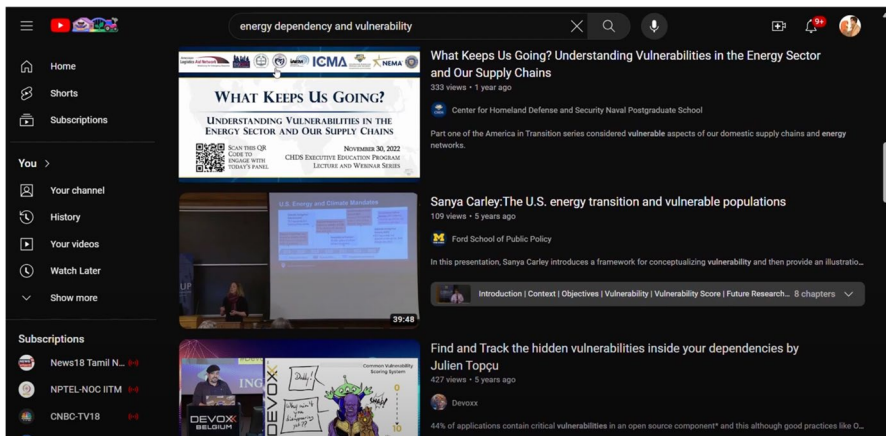 energy dependency and vulnerability
9+
Home
Shorts
Subscriptions
You
Your channel
History
Your videos
Watch Later
Show more
Subscriptions
News18 Tamil N...
NPTEL-NOC IITM
CNBC-TV18
ICMA
NEMA
WHAT KEEPS US GOING?
UNDERSTANDING VULNERABILITIES IN THE
ENERGY SECTOR AND OUR SUPPLY CHAINS
SCAN THIS QR
CODE TO
ENGAGE WITH
TODAY'S PANEL
NOVEMBER 30, 2022
CHDS EXECUTIVE EDUCATION PROGRAM
LECTURE AND WEBINAR SERIES
What Keeps Us Going? Understanding Vulnerabilities in the Energy Sector
and Our Supply Chains
333 views • 1 year ago
Center for Homeland Defense and Security Naval Postgraduate School
Part one of the America in Transition series considered vulnerable aspects of our domestic supply chains and energy
networks.
U.S. Energy and Climate Mandates
39:48
Sanya Carley:The U.S. energy transition and vulnerable populations
109 views • 5 years ago
Ford School of Public Policy
In this presentation, Sanya Carley introduces a framework for conceptualizing vulnerability and then provide an illustratio...
Introduction | Context | Objectives | Vulnerability | Vulnerability Score | Future Research... 8 chapters
DEVOXX
BELGIUM
DEVOXX
Common Vulnerability
Scoring System
0
10
Find and Track the hidden vulnerabilities inside your dependencies by
Julien Topçu
427 views • 5 years ago
Devoxx
44% of applications contain critical vulnerabilities in an open source component* and this although good practices like O...